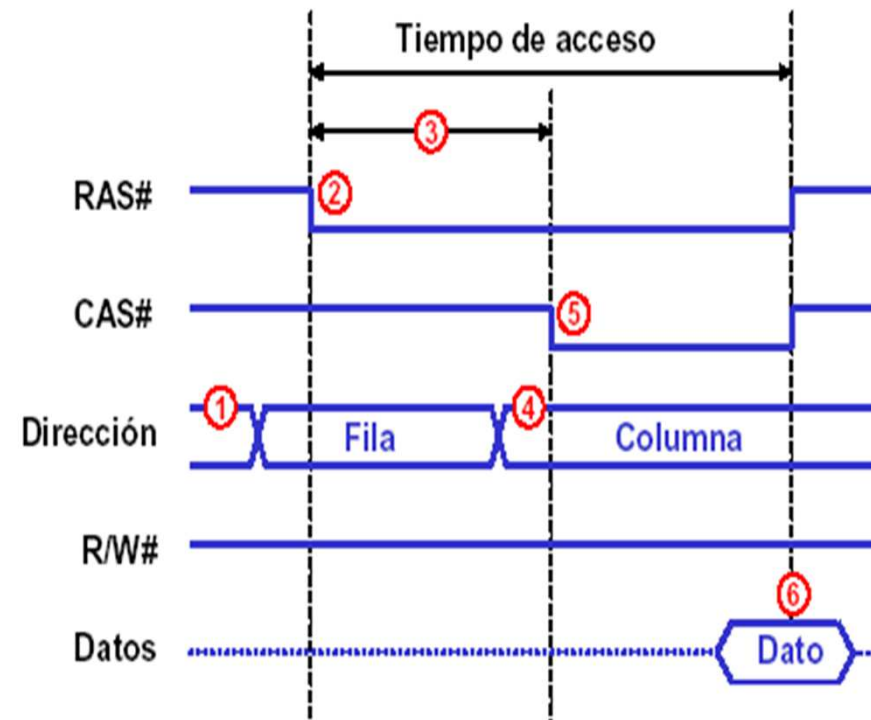 Tiempo de acceso
3
RAS#
2
CAS#
5
1
4
Dirección
Fila
Columna
R/W#
6
Datos
Dato